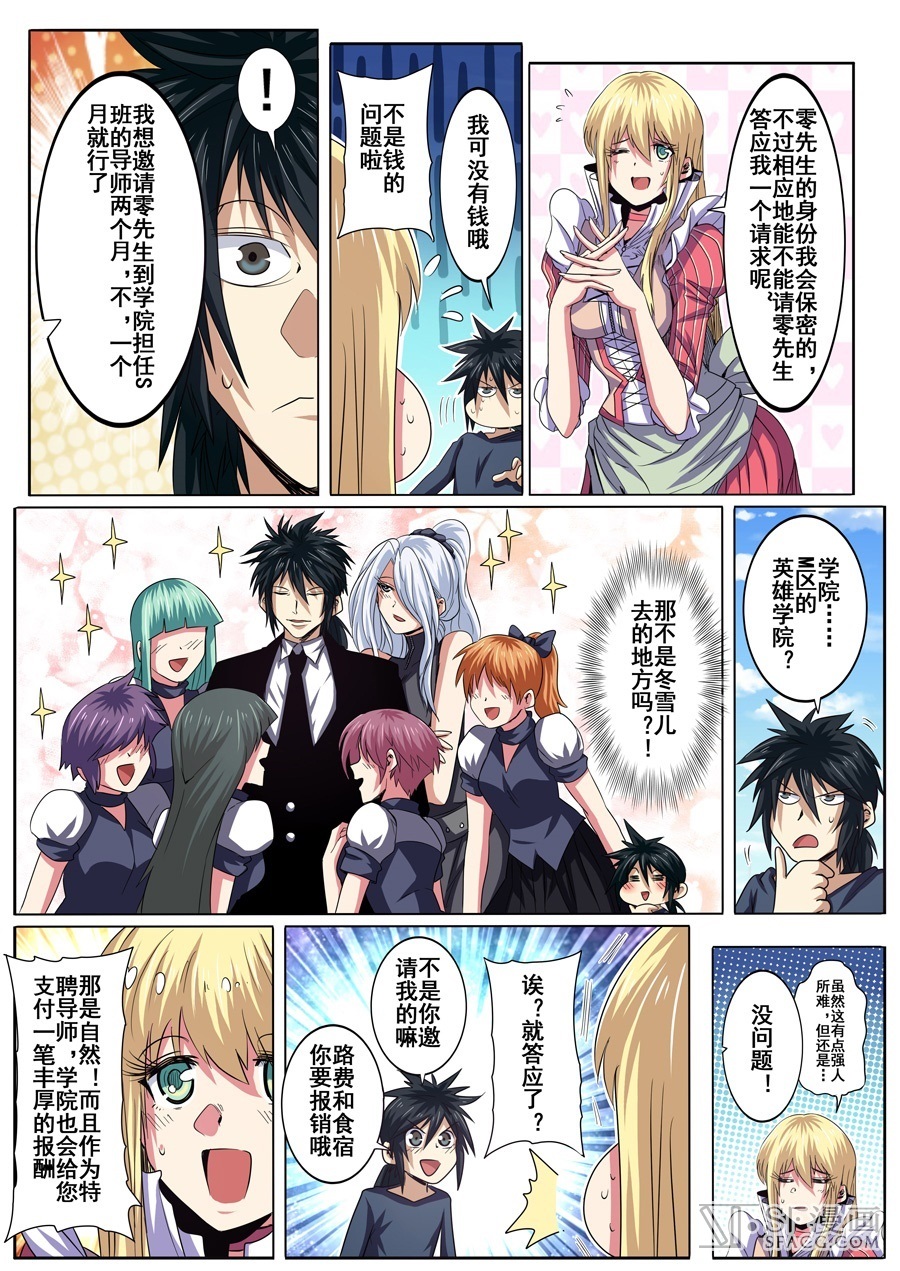 零先生的身份我会保密的，
不过相应地能不能请零先生
答应我一个请求呢~
我可没有钱哦
不是钱的
问题啦
！
我想邀请零先生到学院担任S
班的导师两个月，不，一个
月就行了
学院……
M区的
英雄学院？
那不是冬雪儿
去的地方吗？！
虽然这有点强人
所难，但还是…
没问题！
诶？就答应了？
不是你邀
请我的嘛
路费和食宿
你要报销哦
那是自然！而且作为特
聘导师，学院也会给您
支付一笔丰厚的报酬
SF漫画
SFACG.COM